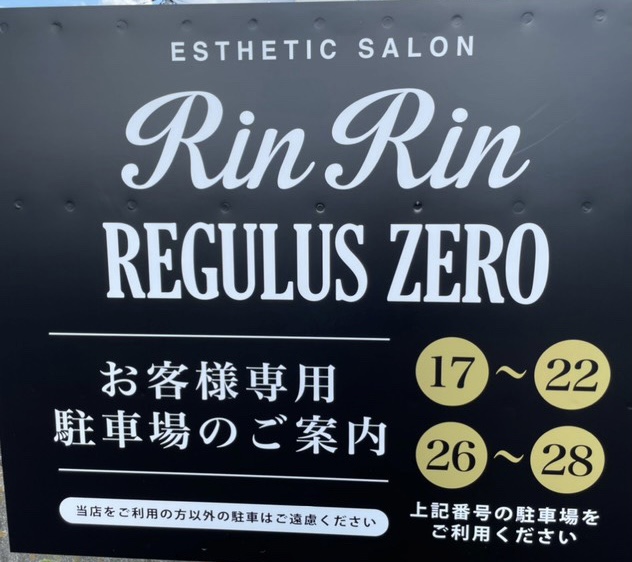 ESTHETIC SALON
Rin Rin
REGULUS ZERO
お客様専用
駐車場のご案内
17～22
26～28
当店をご利用の方以外の駐車はご遠慮ください
上記番号の駐車場を
ご利用ください